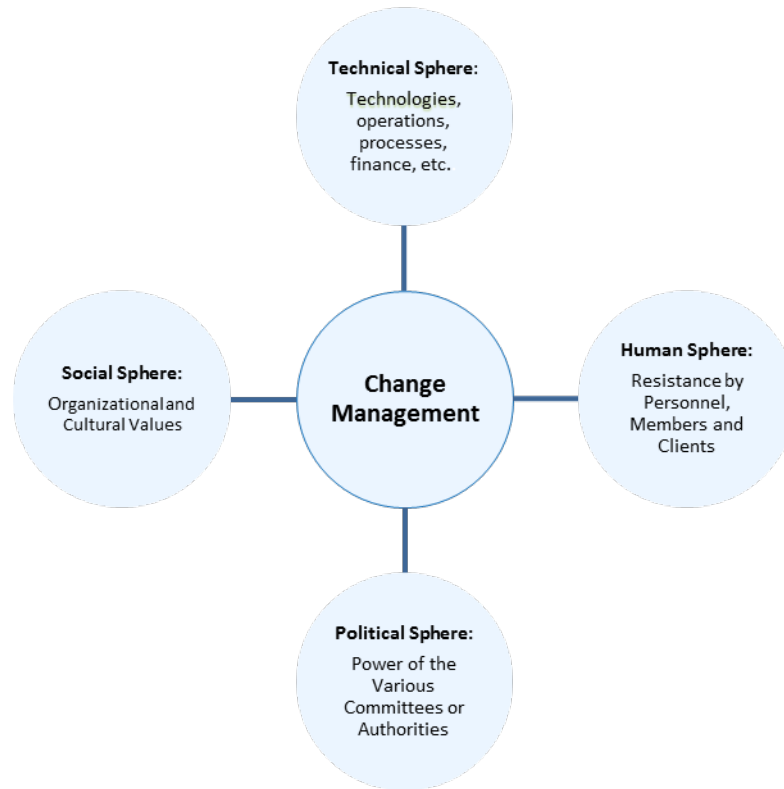 Technical Sphere:
Technologies,
operations,
processes,
finance, etc.
Social Sphere:
Organizational and
Cultural Values
Change
Management
Human Sphere:
Resistance by
Personnel,
Members and
Clients
Political Sphere:
Power of the
Various
Committees or
Authorities